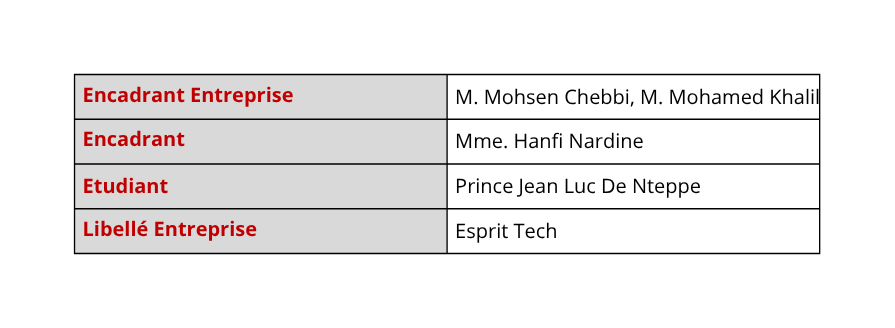 Encadrant Entreprise M. Mohsen Chebbi, M. Mohamed Khalil
Encadrant Mme. Hanfi Nardine
Etudiant Prince Jean Luc De Nteppe
Libellé Entreprise Esprit Tech